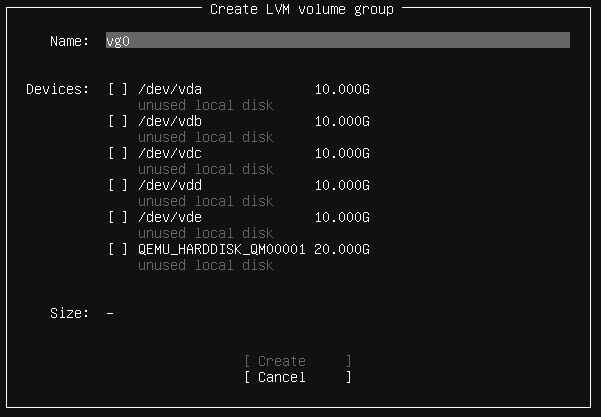 Create LVM volume group
Name: vg0
Devices: [ ] /dev/vda 10.000G
unused local disk
[ ] /dev/vdb 10.000G
unused local disk
[ ] /dev/vdc 10.000G
unused local disk
[ ] /dev/vdd 10.000G
unused local disk
[ ] /dev/vde 10.000G
unused local disk
[ ] QEMU_HARDDISK_QM00001 20.000G
unused local disk
Size: -
[ Create ]
[ Cancel ]